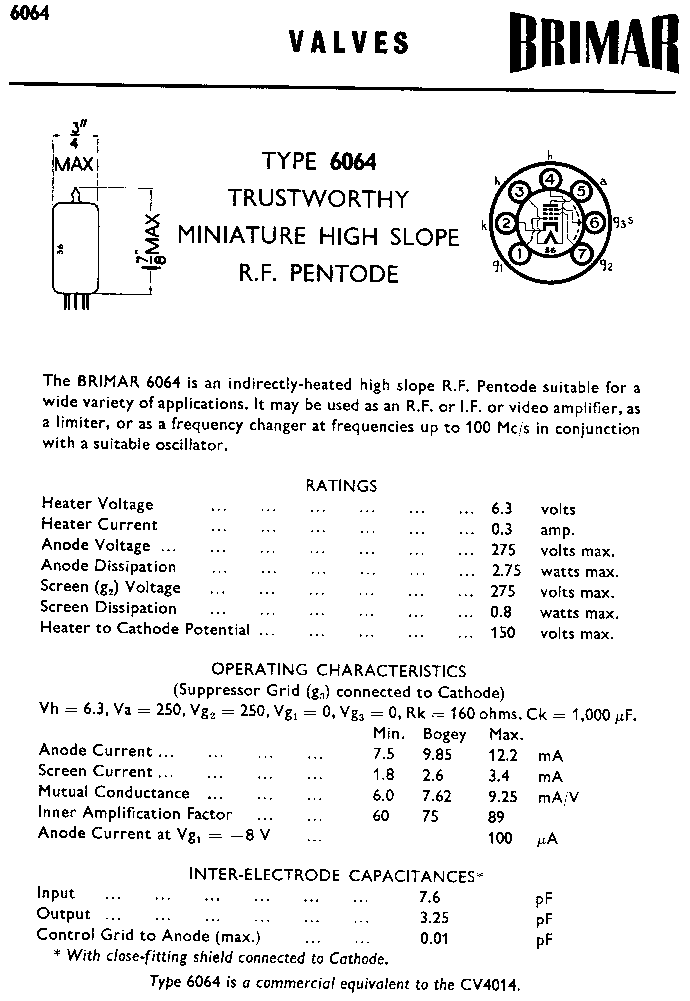 6064
VALVES
BRIMAR
3/4"
MAX
1 7/8" MAX
TYPE 6064
TRUSTWORTHY
MINIATURE HIGH SLOPE
R.F. PENTODE
h
h 3 4 5 a
k 2 6 g3 s
g1 1 7 g2
The BRIMAR 6064 is an indirectly-heated high slope R.F. Pentode suitable for a
wide variety of applications. It may be used as an R.F. or I.F. or video amplifier, as
a limiter, or as a frequency changer at frequencies up to 100 Mc/s in conjunction
with a suitable oscillator.
RATINGS
Heater Voltage ... ... ... ... ... ... 6.3 volts
Heater Current ... ... ... ... ... ... 0.3 amp.
Anode Voltage ... ... ... ... ... ... ... 275 volts max.
Anode Dissipation ... ... ... ... ... ... 2.75 watts max.
Screen (g2) Voltage ... ... ... ... ... ... 275 volts max.
Screen Dissipation ... ... ... ... ... ... 0.8 watts max.
Heater to Cathode Potential ... ... ... ... ... 150 volts max.
OPERATING CHARACTERISTICS
(Suppressor Grid (g3) connected to Cathode)
Vh = 6.3, Va = 250, Vg2 = 250, Vg1 = 0, Vg3 = 0, Rk = 160 ohms. Ck = 1,000 µF.
Min. Bogey Max.
Anode Current ... ... ... ... 7.5 9.85 12.2 mA
Screen Current ... ... ... ... 1.8 2.6 3.4 mA
Mutual Conductance ... ... ... 6.0 7.62 9.25 mA/V
Inner Amplification Factor ... ... 60 75 89
Anode Current at Vg1 = —8 V ... 100 µA
INTER-ELECTRODE CAPACITANCES*
Input ... ... ... ... ... ... 7.6 pF
Output ... ... ... ... ... ... 3.25 pF
Control Grid to Anode (max.) ... ... 0.01 pF
* With close-fitting shield connected to Cathode.
Type 6064 is a commercial equivalent to the CV4014.